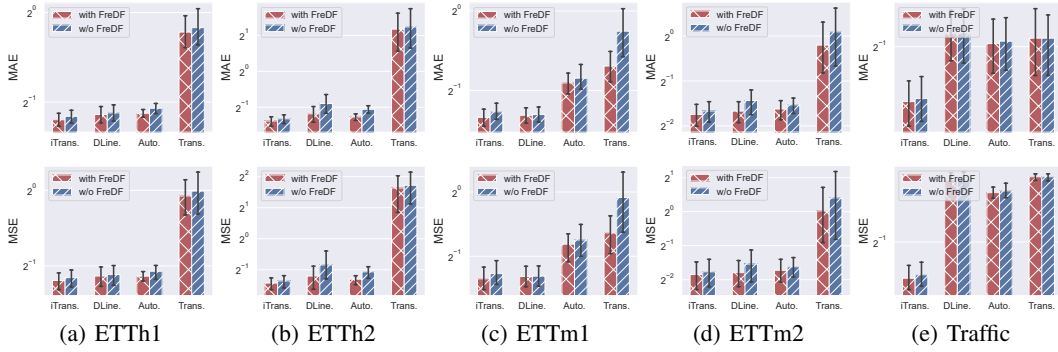 MAE
2^0
2^-1
with FreDF
w/o FreDF
iTrans. DLine. Auto. Trans.
MAE
2^1
2^-1
with FreDF
w/o FreDF
iTrans. DLine. Auto. Trans.
MAE
2^-1
with FreDF
w/o FreDF
iTrans. DLine. Auto. Trans.
MAE
2^0
2^-1
2^-2
with FreDF
w/o FreDF
iTrans. DLine. Auto. Trans.
MAE
2^-1
with FreDF
w/o FreDF
iTrans. DLine. Auto. Trans.
MSE
2^0
2^-1
with FreDF
w/o FreDF
iTrans. DLine. Auto. Trans.
MSE
2^2
2^1
2^0
2^-1
with FreDF
w/o FreDF
iTrans. DLine. Auto. Trans.
MSE
2^0
2^-1
with FreDF
w/o FreDF
iTrans. DLine. Auto. Trans.
MSE
2^1
2^0
2^-1
2^-2
with FreDF
w/o FreDF
iTrans. DLine. Auto. Trans.
MSE
2^-1
with FreDF
w/o FreDF
iTrans. DLine. Auto. Trans.
(a) ETTh1
(b) ETTh2
(c) ETTm1
(d) ETTm2
(e) Traffic